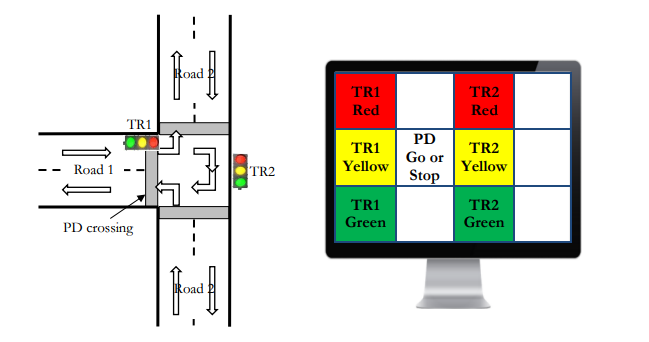 Road 2
TR1
Road 1
TR2
PD crossing
Road 2
TR1
Red
TR2
Red
TR1
Yellow
PD
Go or
Stop
TR2
Yellow
TR1
Green
TR2
Green